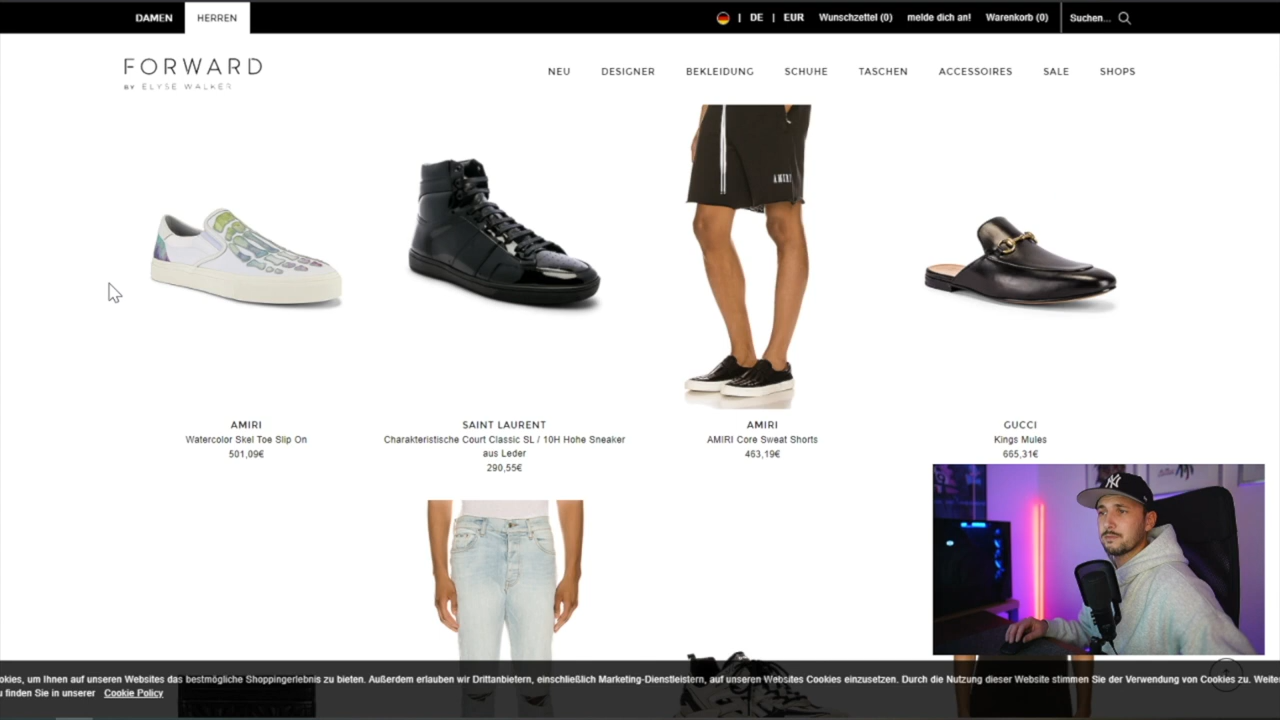 DAMEN HERREN | DE | EUR Wunschzettel (0) melde dich an! Warenkorb (0) Suchen...
FORWARD
BY ELYSE WALKER
NEU DESIGNER BEKLEIDUNG SCHUHE TASCHEN ACCESSOIRES SALE SHOPS
AMIRI
NY
AMIRI
Watercolor Skel Toe Slip On
501,09€
SAINT LAURENT
Charakteristische Court Classic SL / 10H Hohe Sneaker
aus Leder
290,55€
AMIRI
AMIRI Core Sweat Shorts
463,19€
GUCCI
Kings Mules
665,31€
okies, um Ihnen auf unseren Websites das bestmögliche Shoppingerlebnis zu bieten. Außerdem erlauben wir Drittanbietern, einschließlich Marketing-Dienstleistern, auf unseren Websites Cookies einzusetzen. Durch die Nutzung dieser Website stimmen Sie der Verwendung von Cookies zu. Weite
u finden Sie in unserer Cookie Policy